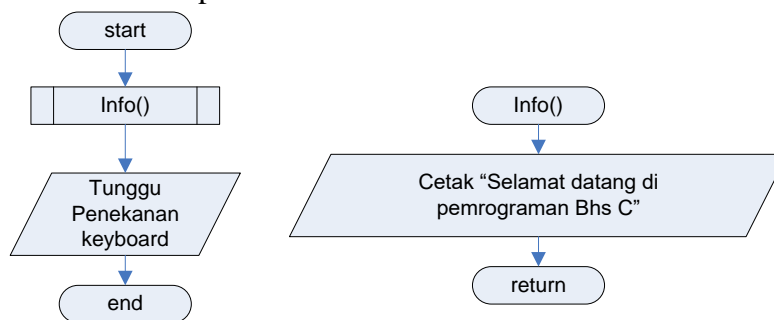 start
Info()
Tunggu
Penekanan
keyboard
end
Info()
Cetak “Selamat datang di
pemrograman Bhs C”
return